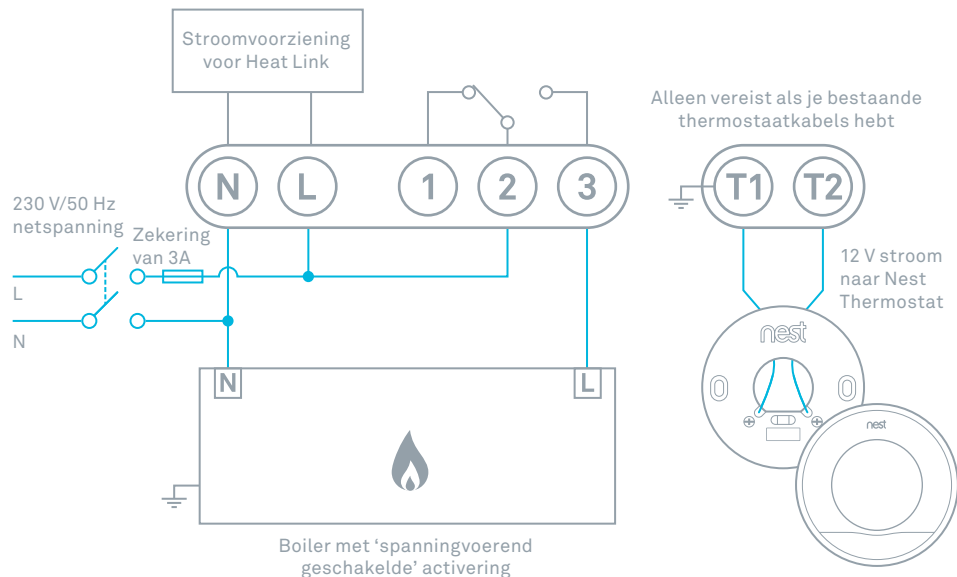 Stroomvoorziening
voor Heat Link
Alleen vereist als je bestaande
thermostaatkabels hebt
N L 1 2 3
T1 T2
230 V/50 Hz
netspanning
Zekering
van 3A
L
N
12 V stroom
naar Nest
Thermostat
nest
N L
nest
Boiler met ‘spanningvoerend
geschakelde’ activering